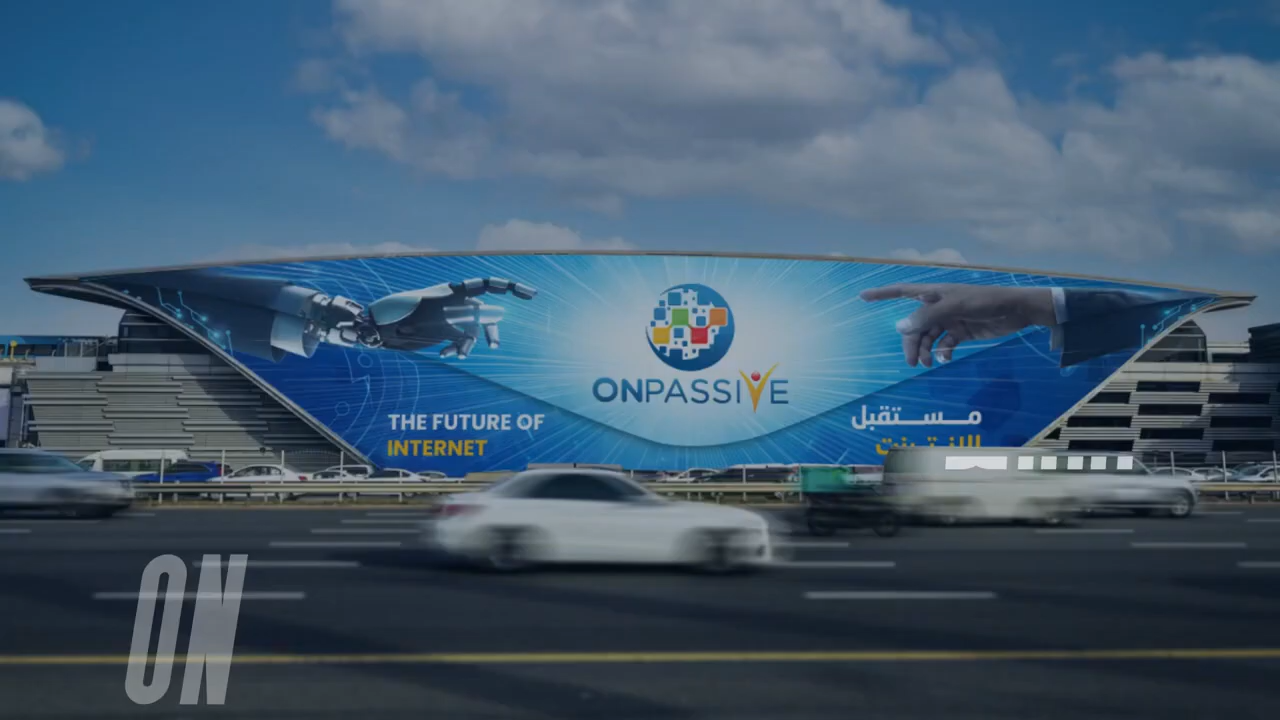 ONPASSIVE
THE FUTURE OF
INTERNET
مستقبل
ON